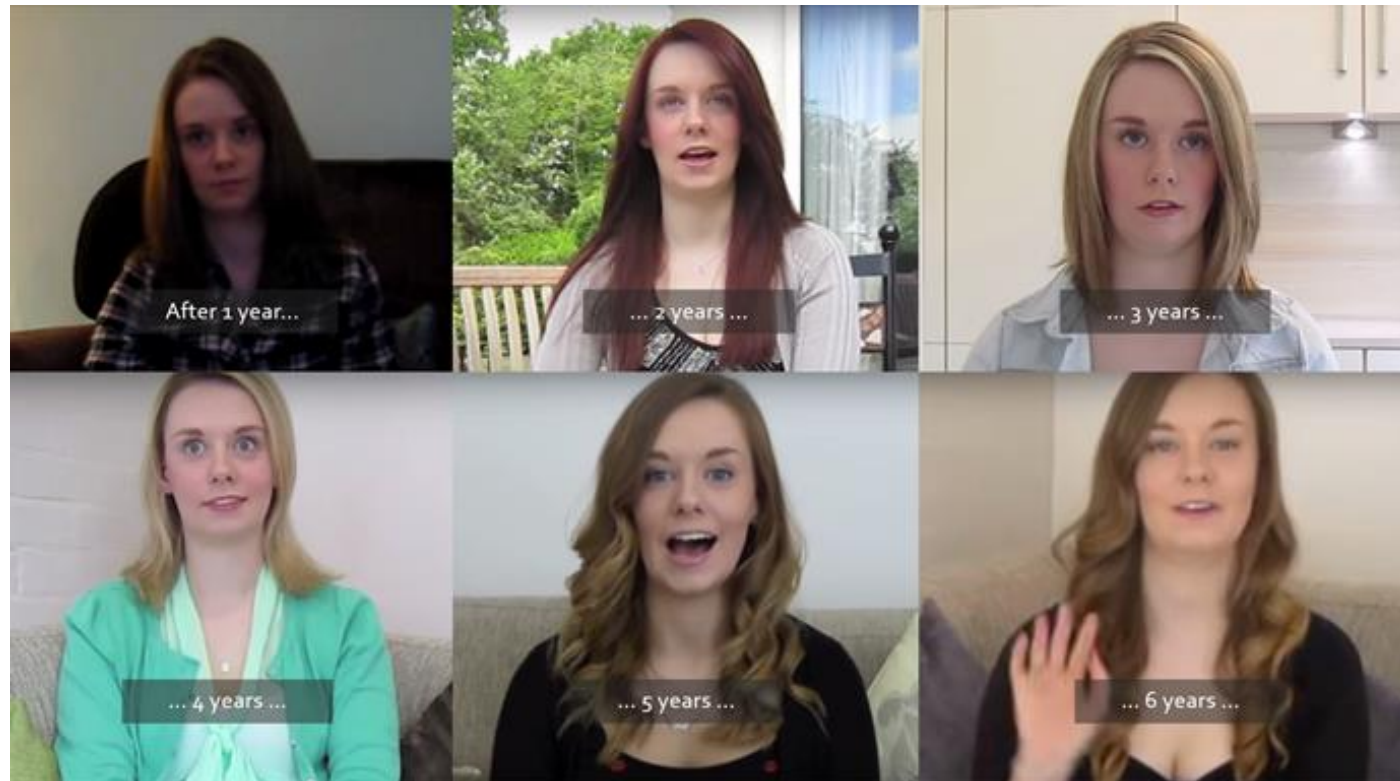 After 1 year...
... 2 years ...
... 3 years ...
... 4 years ...
... 5 years ...
... 6 years ...